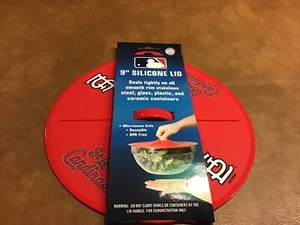 9" SILICONE LID
Seals tightly on all
smooth rim stainless
steel, glass, plastic, and
ceramic containers
• Microwave Safe
• Reusable
• BPA Free
WARNING: DO NOT CARRY BOWLS OR CONTAINERS BY THE
LID HANDLE, FOR DEMONSTRATION ONLY.
Cardinals
STL